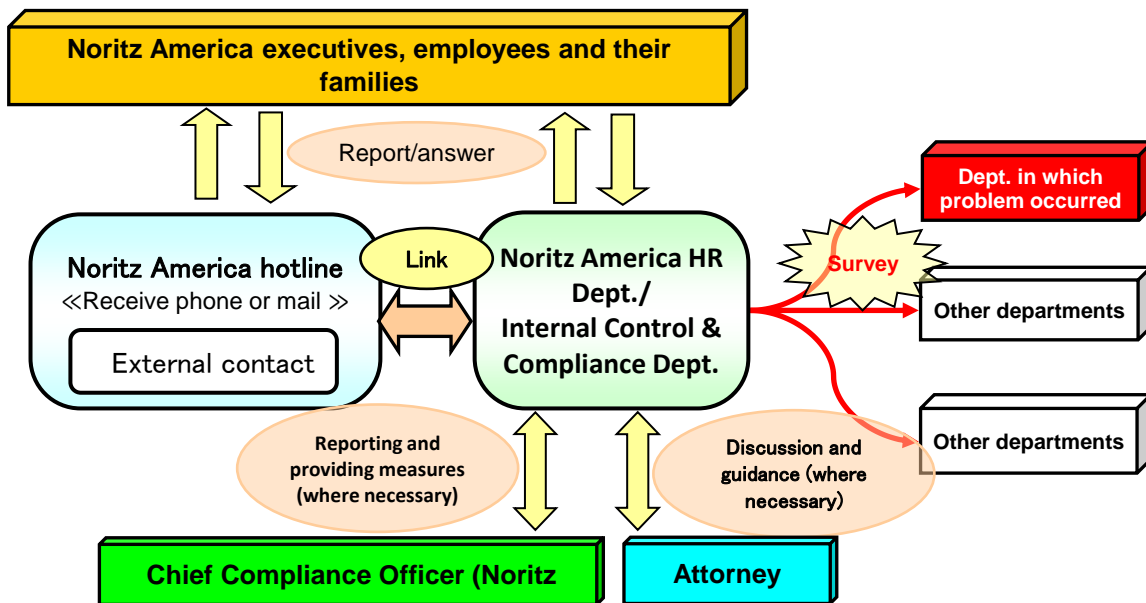 Noritz America executives, employees and their
families
Report/answer
Dept. in which
problem occurred
Noritz America hotline
≪Receive phone or mail ≫
External contact
Link
Noritz America HR
Dept./
Internal Control &
Compliance Dept.
Survey
Other departments
Other departments
Reporting and
providing measures
(where necessary)
Discussion and
guidance (where
necessary)
Chief Compliance Officer (Noritz
Attorney